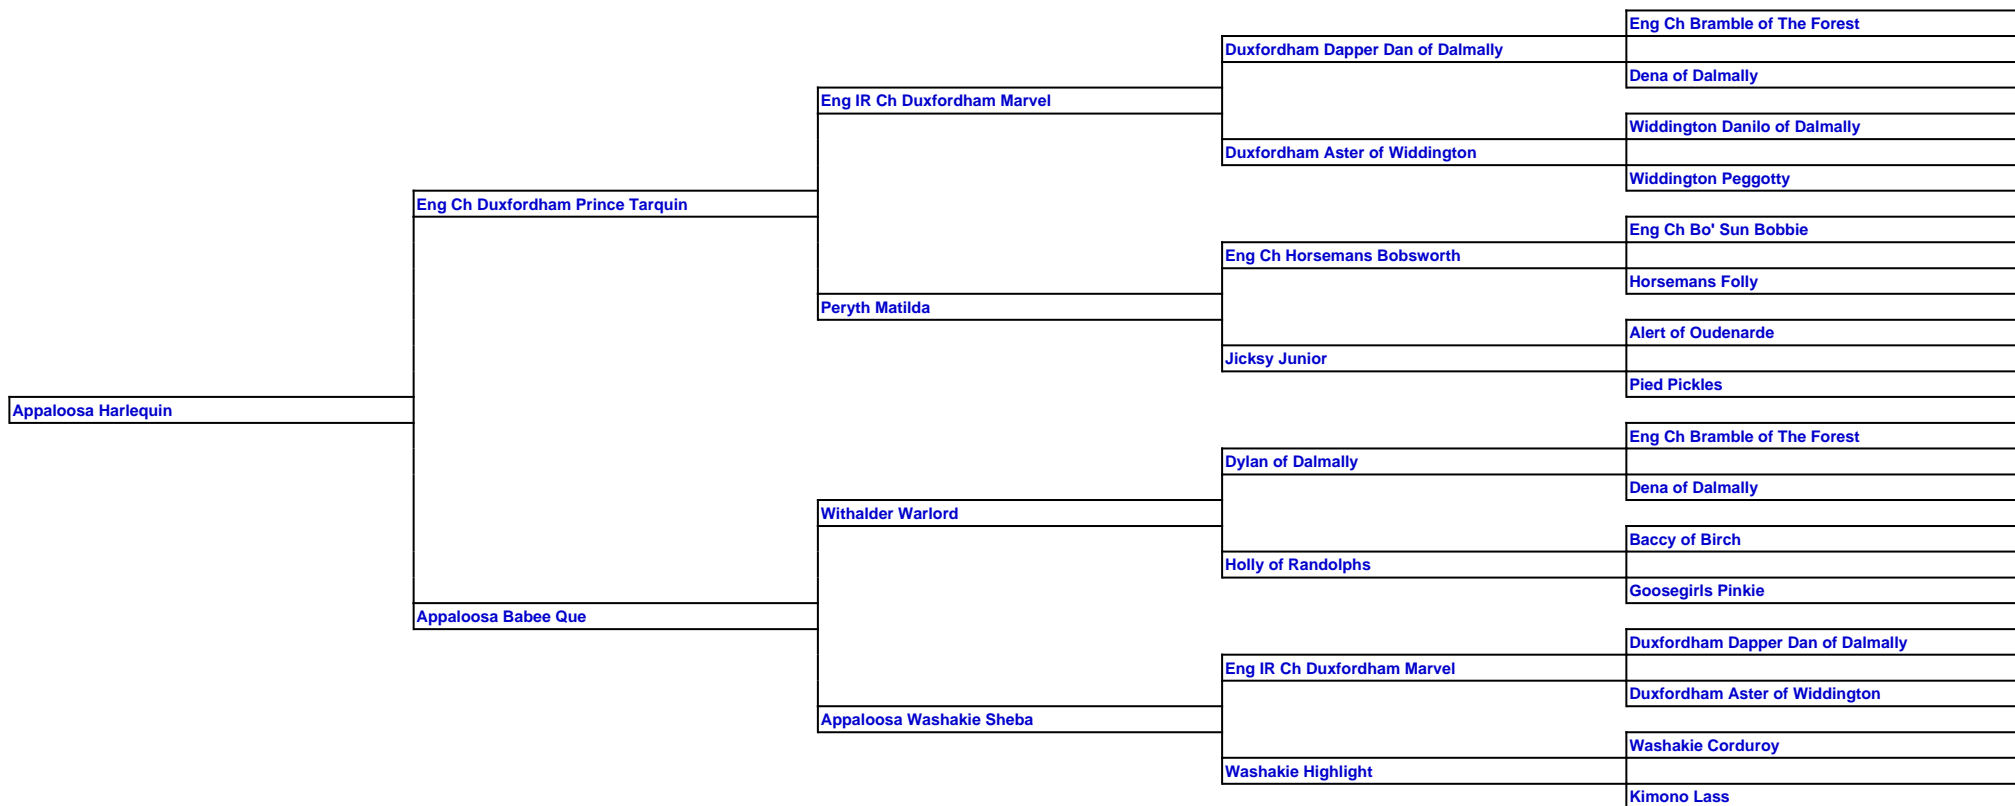 Eng Ch Bramble of The Forest
Duxfordham Dapper Dan of Dalmally
Dena of Dalmally
Eng IR Ch Duxfordham Marvel
Widdington Danilo of Dalmally
Duxfordham Aster of Widdington
Widdington Peggotty
Eng Ch Duxfordham Prince Tarquin
Eng Ch Bo' Sun Bobbie
Eng Ch Horsemans Bobsworth
Horsemans Folly
Peryth Matilda
Alert of Oudenarde
Jicksy Junior
Pied Pickles
Appaloosa Harlequin
Eng Ch Bramble of The Forest
Dylan of Dalmally
Dena of Dalmally
Withalder Warlord
Baccy of Birch
Holly of Randolphs
Goosegirls Pinkie
Appaloosa Babee Que
Duxfordham Dapper Dan of Dalmally
Eng IR Ch Duxfordham Marvel
Duxfordham Aster of Widdington
Appaloosa Washakie Sheba
Washakie Corduroy
Washakie Highlight
Kimono Lass